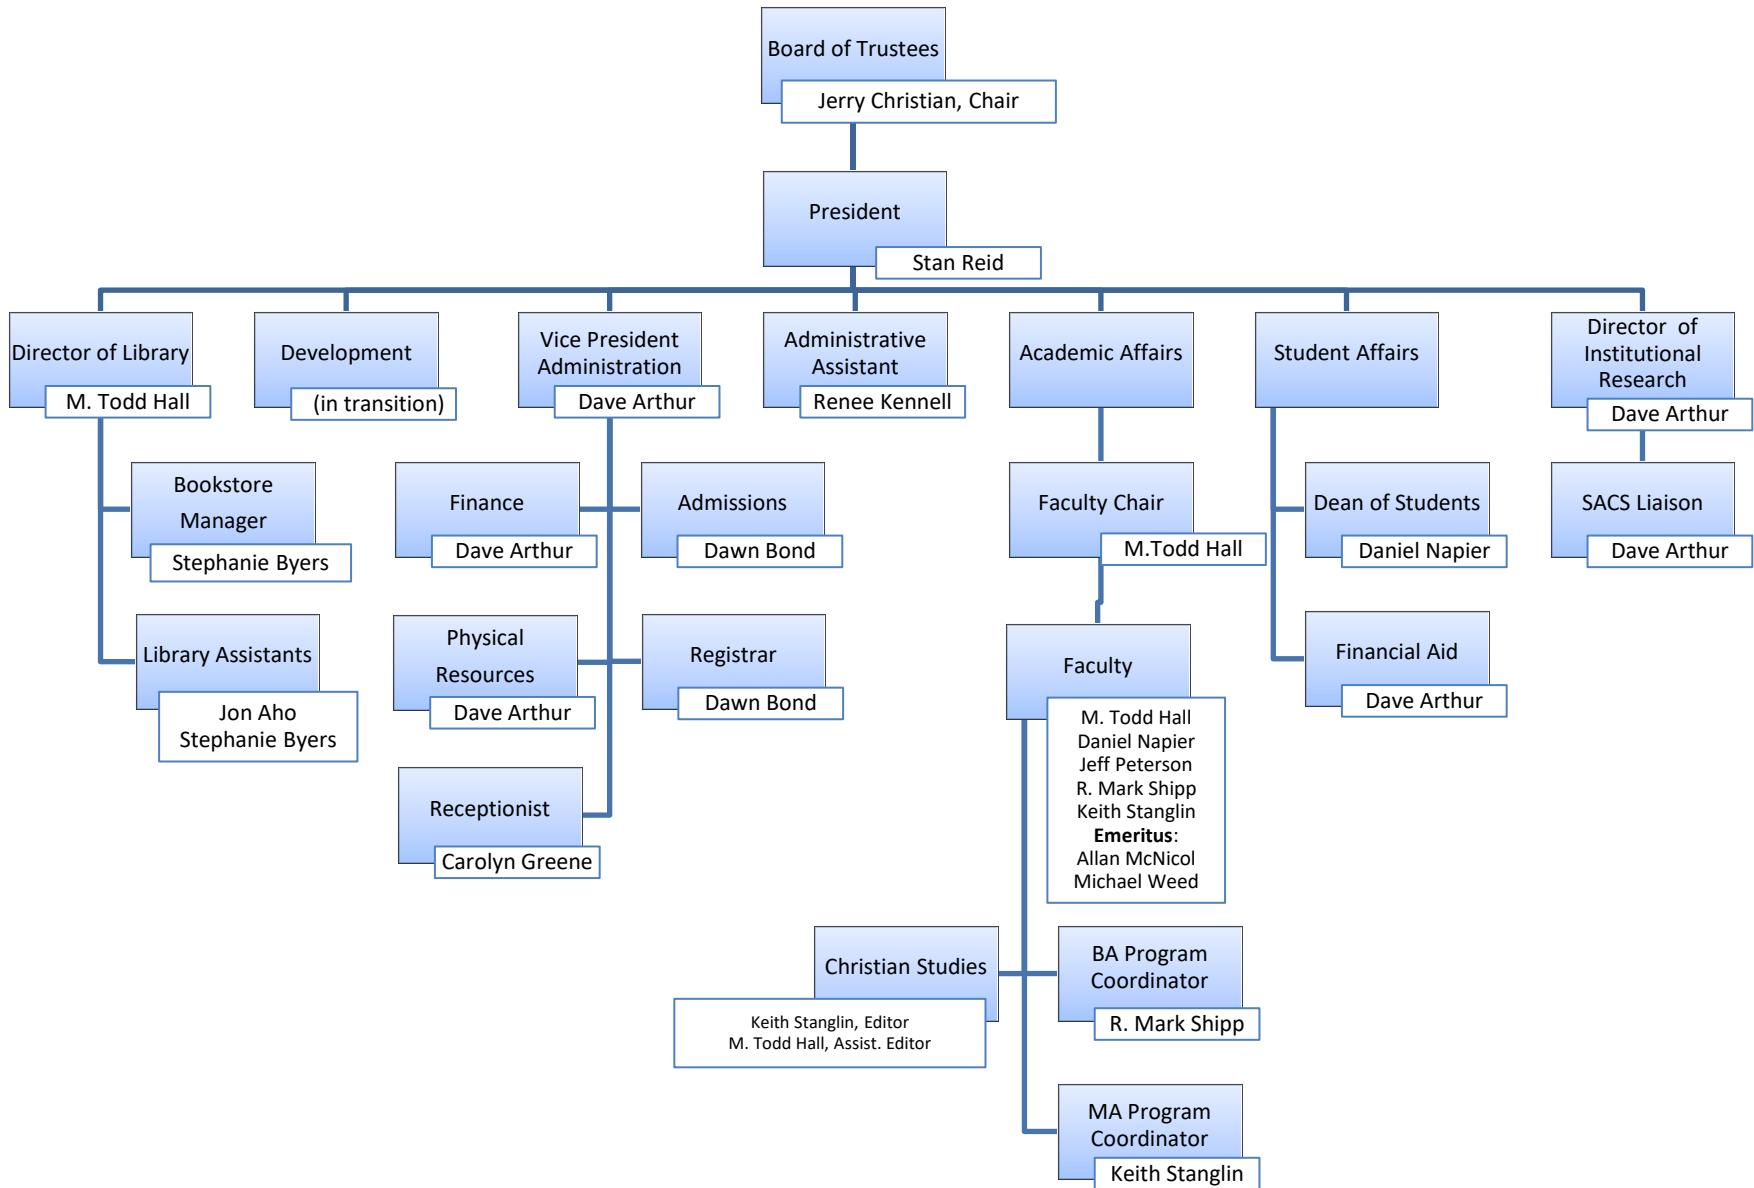 Board of Trustees
Jerry Christian, Chair
President
Stan Reid
Director of Library
M. Todd Hall
Development
(in transition)
Vice President
Administration
Dave Arthur
Administrative
Assistant
Renee Kennell
Academic Affairs
Student Affairs
Director  of
Institutional
Research
Dave Arthur
Bookstore
Manager
Stephanie Byers
Finance
Dave Arthur
Admissions
Dawn Bond
Faculty Chair
M.Todd Hall
Dean of Students
Daniel Napier
SACS Liaison
Dave Arthur
Library Assistants
Jon Aho
Stephanie Byers
Physical
Resources
Dave Arthur
Registrar
Dawn Bond
Faculty
M. Todd Hall
Daniel Napier
Jeff Peterson
R. Mark Shipp
Keith Stanglin
Emeritus:
Allan McNicol
Michael Weed
Financial Aid
Dave Arthur
Receptionist
Carolyn Greene
Christian Studies
Keith Stanglin, Editor
M. Todd Hall, Assist. Editor
BA Program
Coordinator
R. Mark Shipp
MA Program
Coordinator
Keith Stanglin